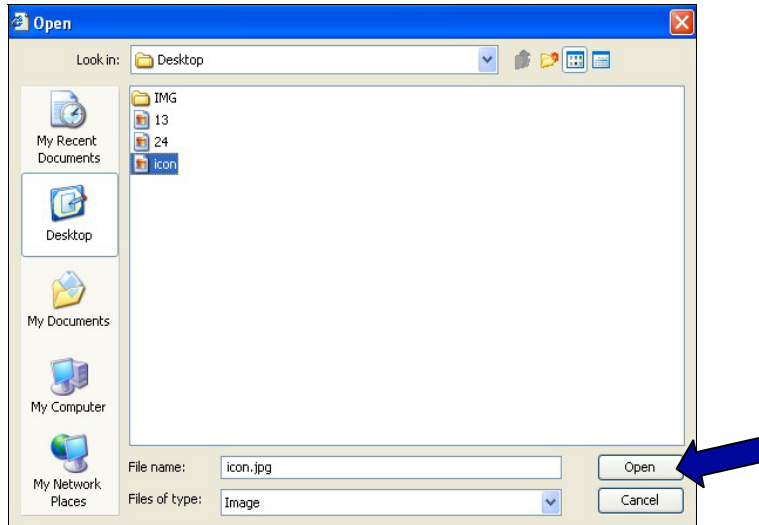 Open
Look in: Desktop
My Recent
Documents
Desktop
My Documents
My Computer
My Network
Places
IMG
13
24
icon
File name: icon.jpg Open
Files of type: Image Cancel